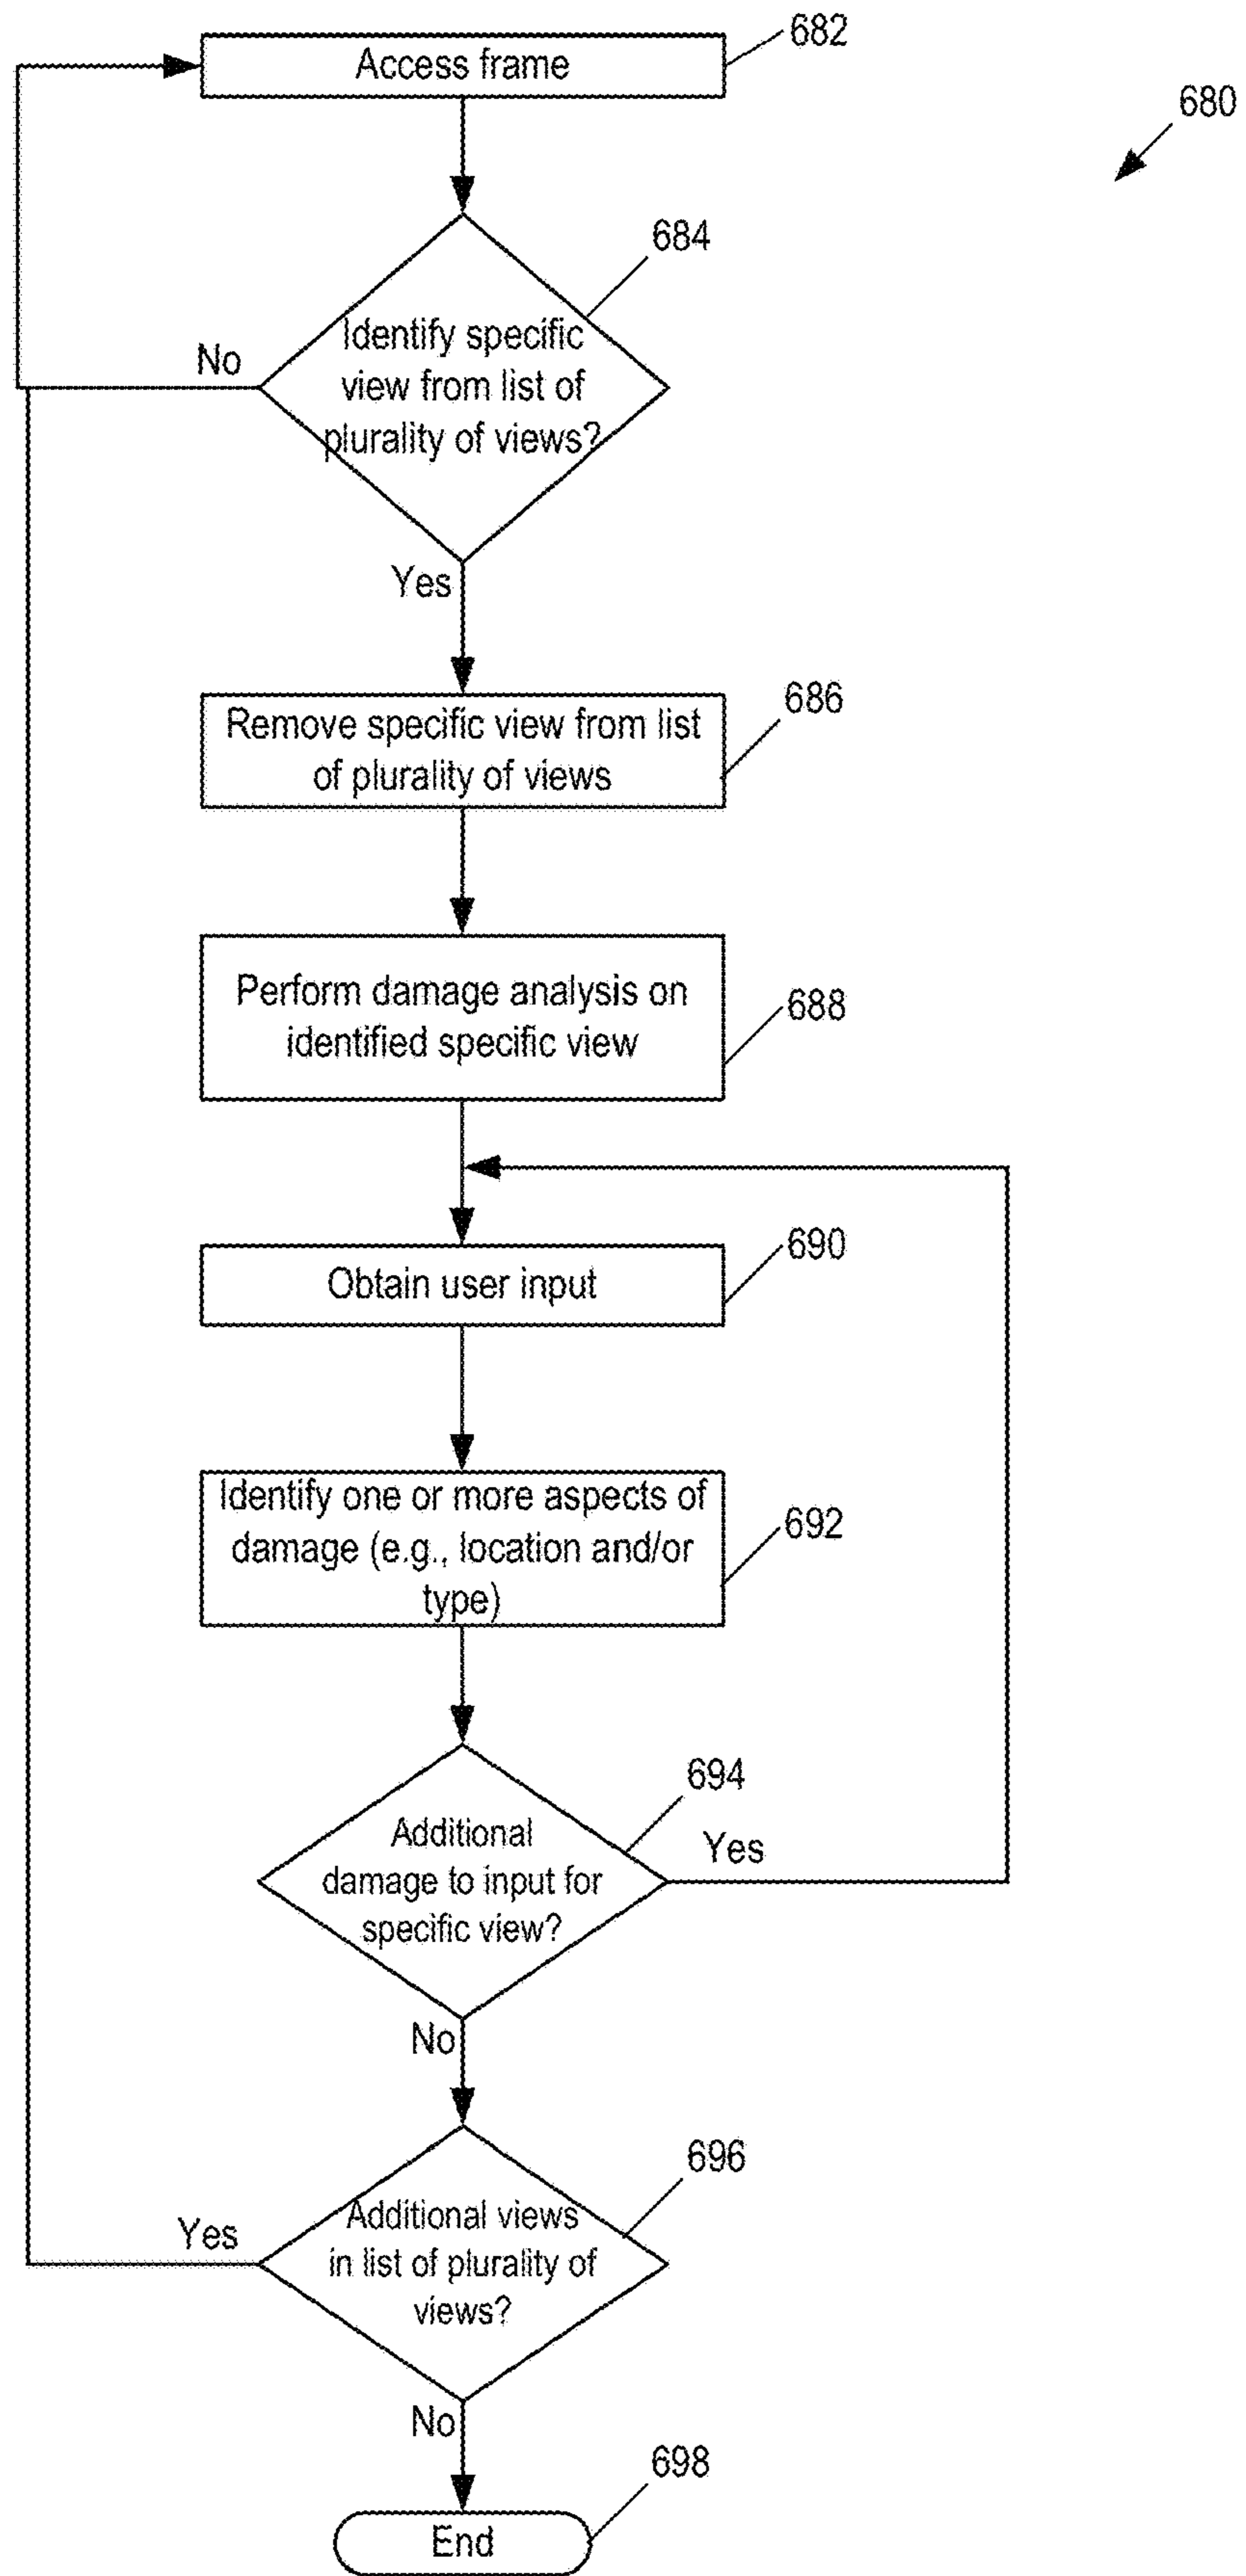 Access frame
682
680
684
Identify specific
view from list of
plurality of views?
No
Yes
Remove specific view from list
of plurality of views
686
Perform damage analysis on
identified specific view
688
Obtain user input
690
Identify one or more aspects of
damage (e.g., location and/or
type)
692
694
Additional
damage to input for
specific view?
Yes
No
696
Additional views
in list of plurality of
views?
Yes
No
698
End